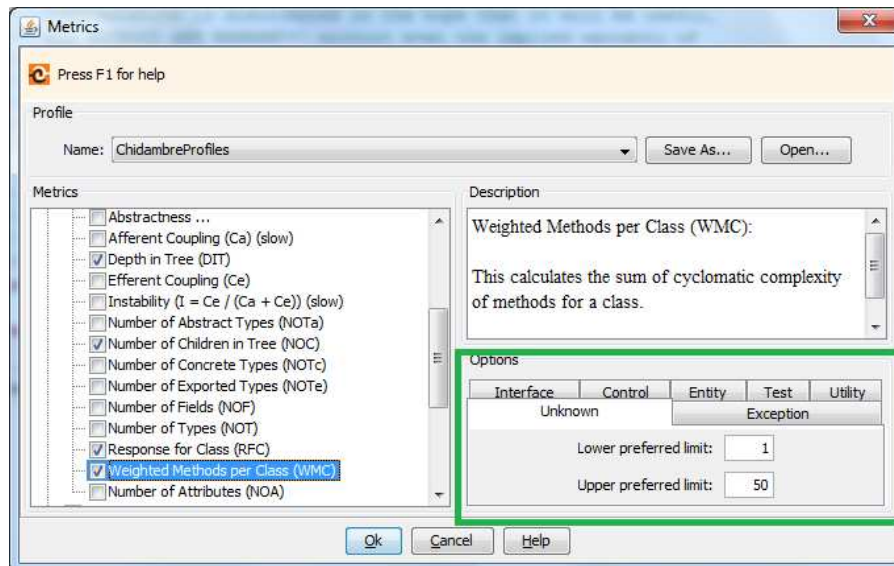 Metrics
Press F1 for help
Profile
Name: ChidambreProfiles Save As... Open...
Metrics
Abstractness ...
Afferent Coupling (Ca) (slow)
Depth in Tree (DIT)
Efferent Coupling (Ce)
Instability (I = Ce / (Ca + Ce)) (slow)
Number of Abstract Types (NOTa)
Number of Children in Tree (NOC)
Number of Concrete Types (NOTc)
Number of Exported Types (NOTe)
Number of Fields (NOF)
Number of Types (NOT)
Response for Class (RFC)
Weighted Methods per Class (WMC)
Number of Attributes (NOA)
Description
Weighted Methods per Class (WMC):
This calculates the sum of cyclomatic complexity
of methods for a class.
Options
Interface Control Entity Test Utility
Unknown Exception
Lower preferred limit: 1
Upper preferred limit: 50
Ok Cancel Help